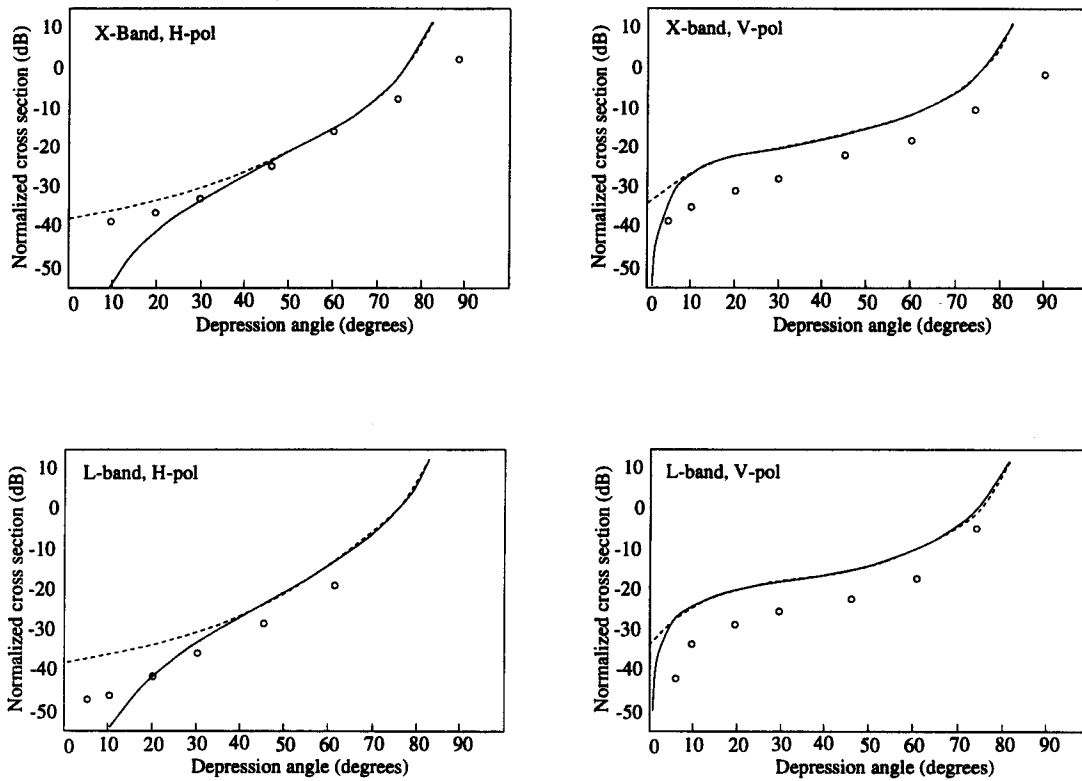 X-Band, H-pol
Normalized cross section (dB)
10
0
-10
-20
-30
-40
-50
0 10 20 30 40 50 60 70 80 90
Depression angle (degrees)
X-band, V-pol
Normalized cross section (dB)
10
0
-10
-20
-30
-40
-50
0 10 20 30 40 50 60 70 80 90
Depression angle (degrees)
L-band, H-pol
Normalized cross section (dB)
10
0
-10
-20
-30
-40
-50
0 10 20 30 40 50 60 70 80 90
Depression angle (degrees)
L-band, V-pol
Normalized cross section (dB)
10
0
-10
-20
-30
-40
-50
0 10 20 30 40 50 60 70 80 90
Depression angle (degrees)